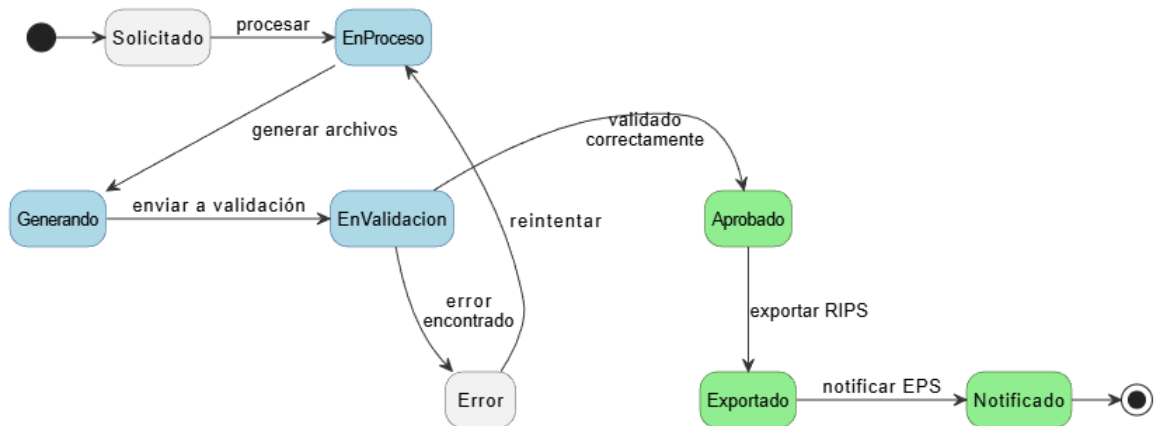 Solicitado
procesar
EnProceso
generar archivos
validado
correctamente
Generando
enviar a validación
EnValidacion
reintentar
Aprobado
error
encontrado
exportar RIPS
Error
Exportado
notificar EPS
Notificado